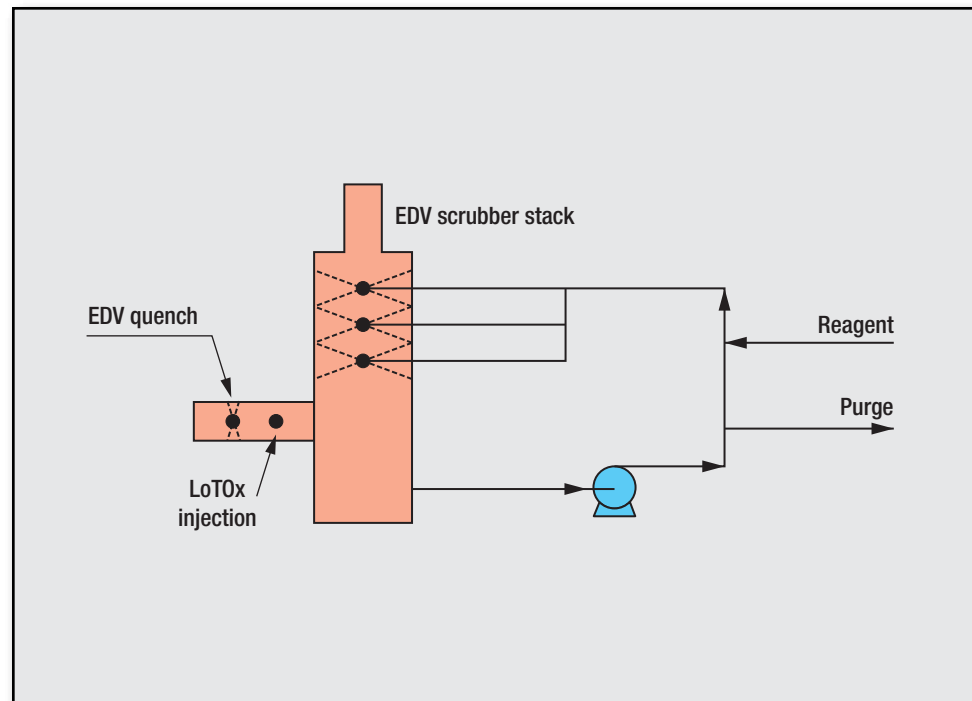 EDV scrubber stack
EDV quench
Reagent
Purge
LoTOx
injection